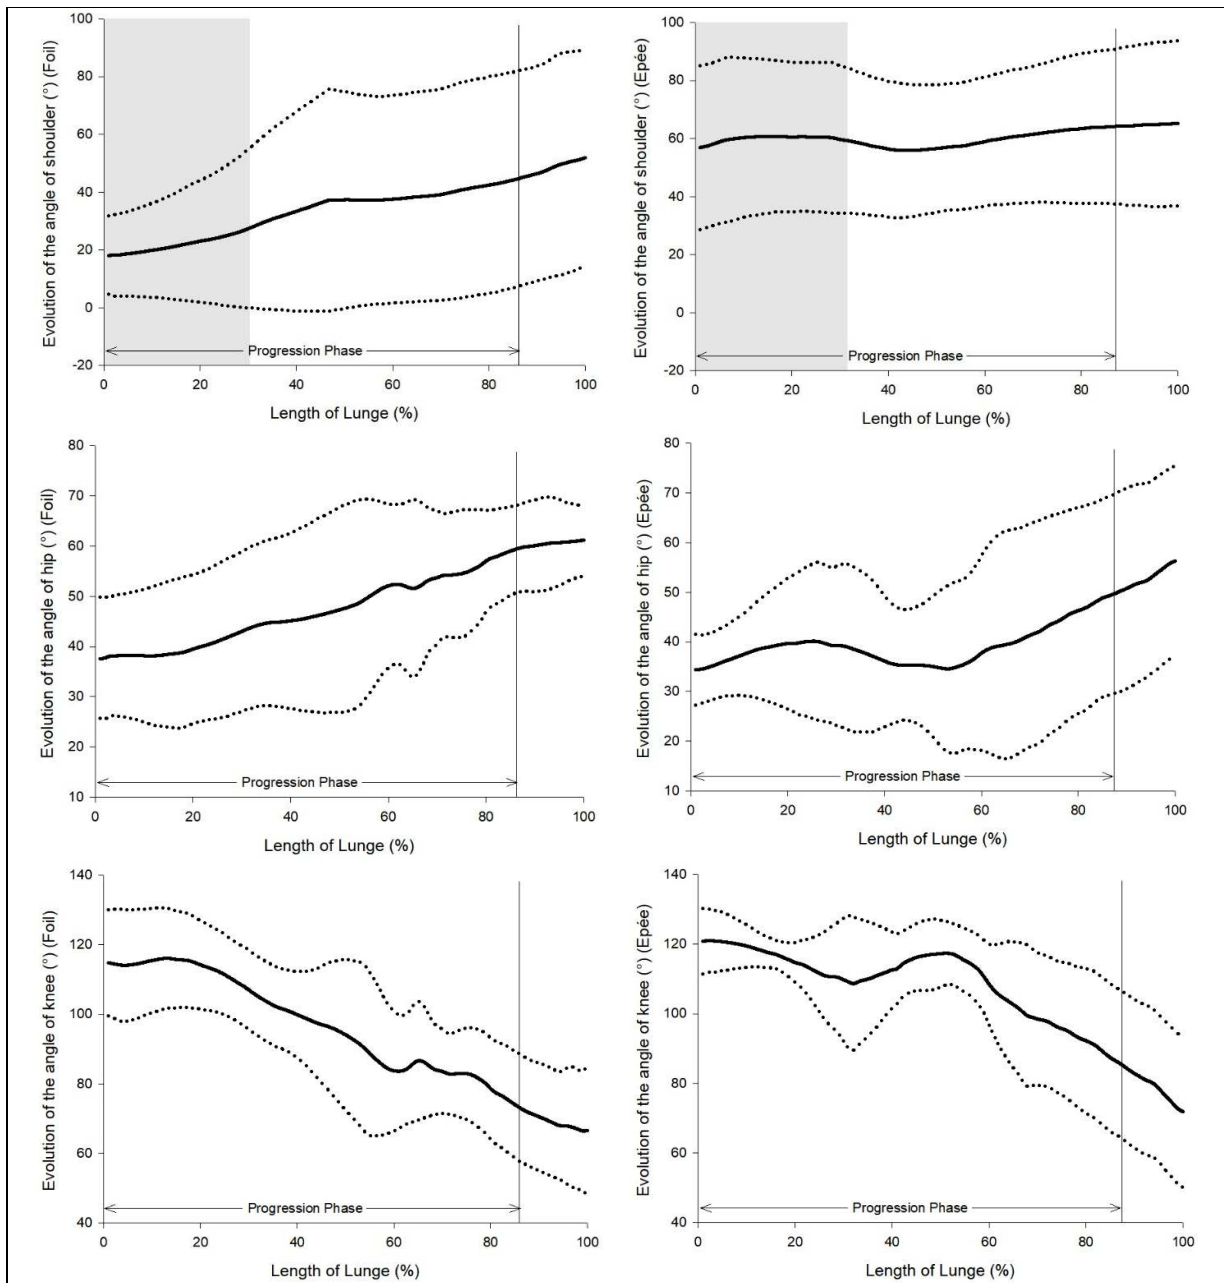 Evolution of the angle of shoulder (°) (Foil)
100
80
60
40
20
0
-20
Progression Phase
0 20 40 60 80 100
Length of Lunge (%)
Evolution of the angle of shoulder (°) (Epée)
100
80
60
40
20
0
-20
Progression Phase
0 20 40 60 80 100
Length of Lunge (%)
Evolution of the angle of hip (°) (Foil)
80
70
60
50
40
30
20
10
Progression Phase
0 20 40 60 80 100
Length of Lunge (%)
Evolution of the angle of hip (°) (Epée)
80
70
60
50
40
30
20
10
Progression Phase
0 20 40 60 80 100
Length of Lunge (%)
Evolution of the angle of knee (°) (Foil)
140
120
100
80
60
40
Progression Phase
0 20 40 60 80 100
Length of Lunge (%)
Evolution of the angle of knee (°) (Epée)
140
120
100
80
60
40
Progression Phase
0 20 40 60 80 100
Length of Lunge (%)